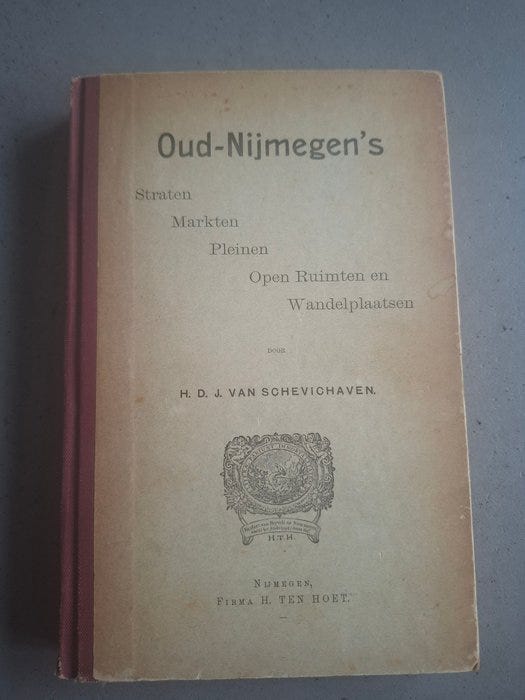 Oud-Nijmegen's
Straten
Markten
Pleinen
Open Ruimten en
Wandelplaatsen
DOOR
H. D. J. VAN SCHEVICHAVEN.
H.T.H.
NIJMEGEN,
FIRMA H. TEN HOET.